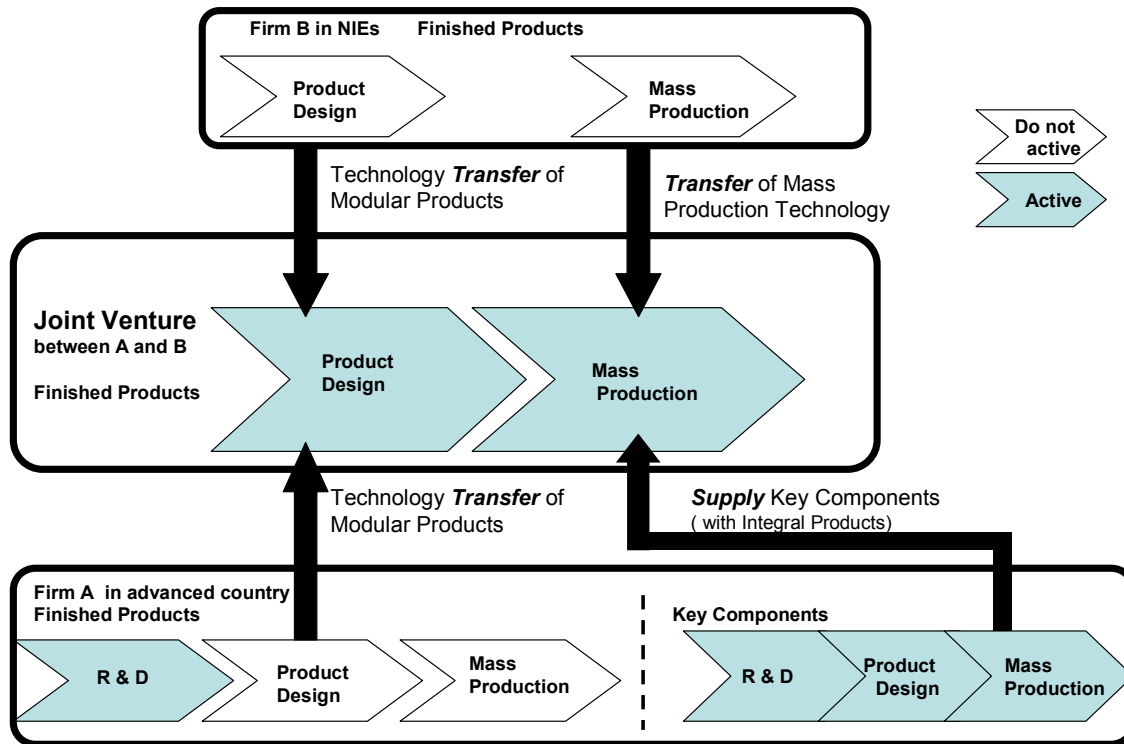 Firm B in NIEs Finished Products
Product
Design
Mass
Production
Do not
active
Active
Technology Transfer of
Modular Products
Transfer of Mass
Production Technology
Joint Venture
between A and B
Finished Products
Product
Design
Mass
Production
Technology Transfer of
Modular Products
Supply Key Components
( with Integral Products)
Firm A in advanced country
Finished Products
Key Components
R & D
Product
Design
Mass
Production
R & D
Product
Design
Mass
Production